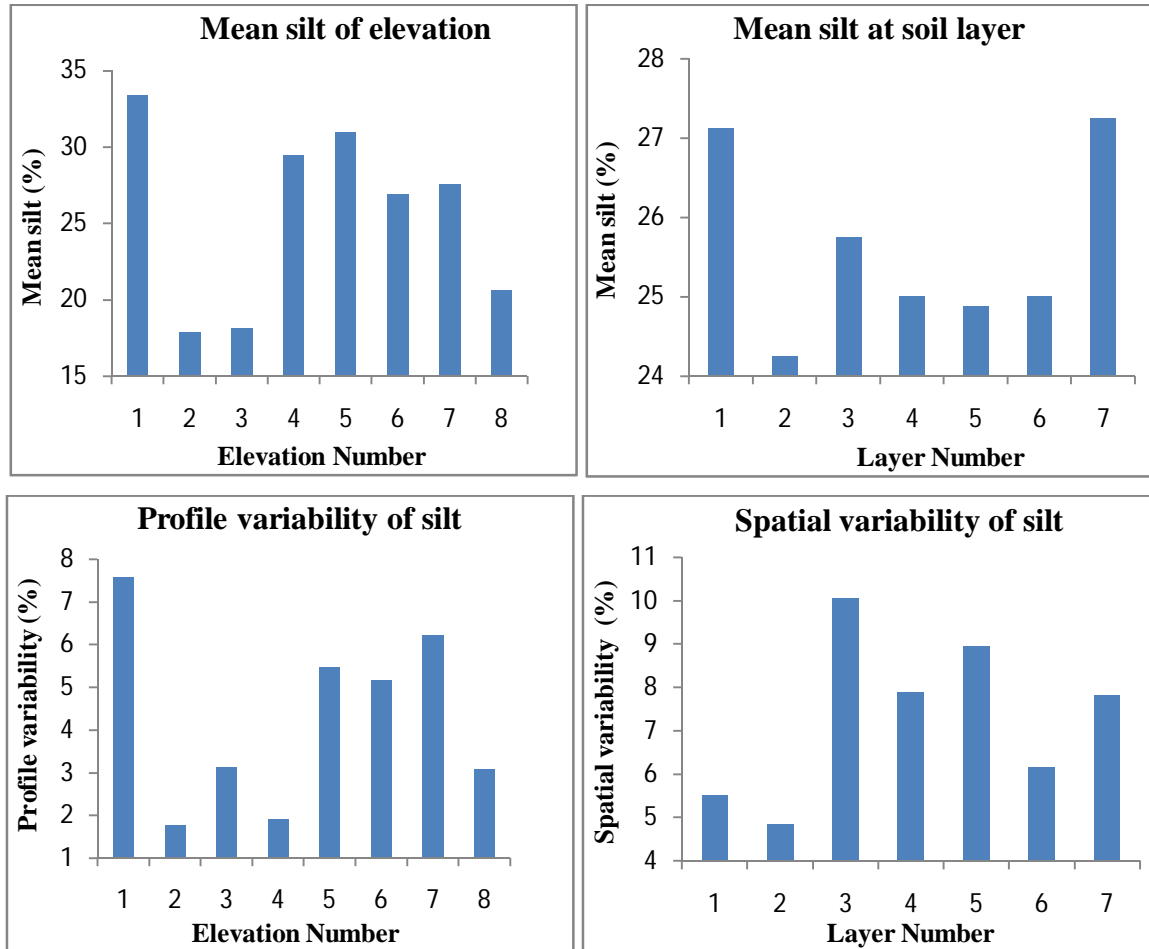 Mean silt of elevation
Mean silt (%)
35
30
25
20
15
1 2 3 4 5 6 7 8
Elevation Number
Mean silt at soil layer
Mean silt (%)
28
27
26
25
24
1 2 3 4 5 6 7
Layer Number
Profile variability of silt
Profile variability (%)
8
7
6
5
4
3
2
1
1 2 3 4 5 6 7 8
Elevation Number
Spatial variability of silt
Spatial variability (%)
11
10
9
8
7
6
5
4
1 2 3 4 5 6 7
Layer Number